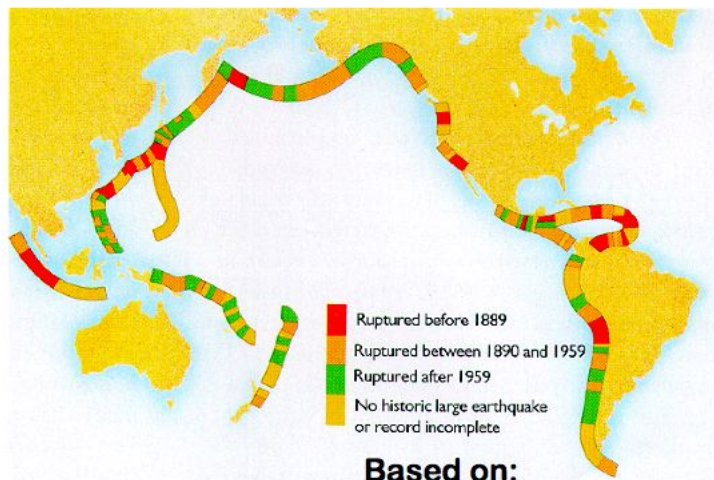 Ruptured before 1889
Ruptured between 1890 and 1959
Ruptured after 1959
No historic large earthquake
or record incomplete
Based on: